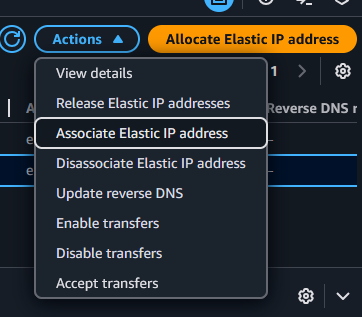 Actions
Allocate Elastic IP address
1
View details
Release Elastic IP addresses
Reverse DNS
Associate Elastic IP address
Disassociate Elastic IP address
Update reverse DNS
Enable transfers
Disable transfers
Accept transfers